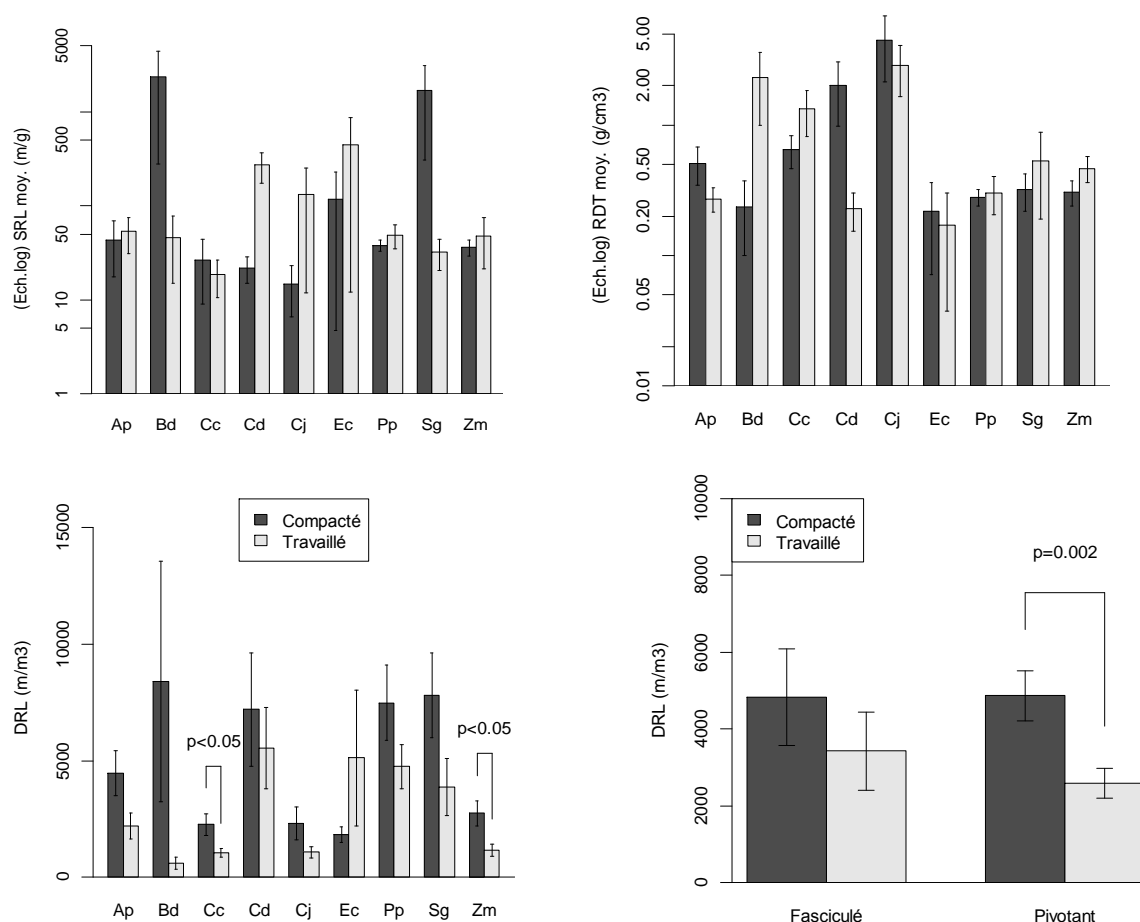 (Ech.log) SRL moy. (m/g)
5000
500
50
10
5
1
Ap Bd Cc Cd Cj Ec Pp Sg Zm
(Ech.log) RDT moy. (g/cm3)
5.00
2.00
0.50
0.20
0.05
0.01
Ap Bd Cc Cd Cj Ec Pp Sg Zm
DRL (m/m3)
15000
10000
5000
0
Compacté
Travaillé
p<0.05
p<0.05
Ap Bd Cc Cd Cj Ec Pp Sg Zm
DRL (m/m3)
10000
8000
6000
4000
2000
0
Compacté
Travaillé
p=0.002
Fasciculé Pivotant